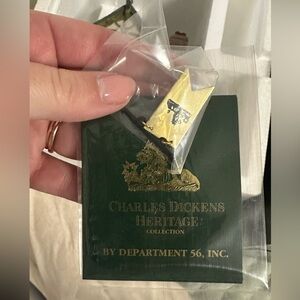 CHARLES DICKENS
HERITAGE
COLLECTION
BY DEPARTMENT 56, INC.